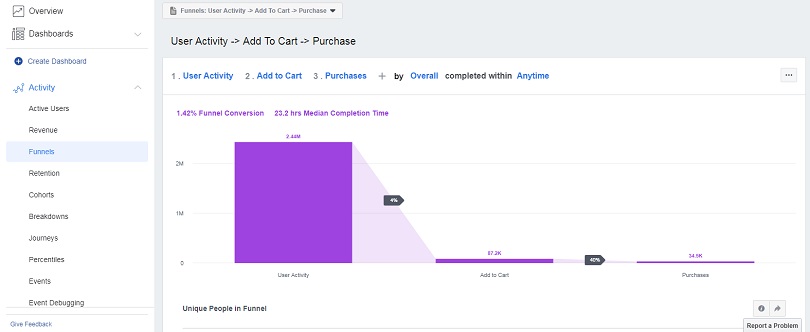 Overview
Dashboards
Create Dashboard
Activity
Active Users
Revenue
Funnels
Retention
Cohorts
Breakdowns
Journeys
Percentiles
Events
Event Debugging
Give Feedback
Funnels: User Activity -> Add To Cart -> Purchase
User Activity -> Add To Cart -> Purchase
1 . User Activity 2 . Add to Cart 3 . Purchases + by Overall completed within Anytime
1.42% Funnel Conversion 23.2 hrs Median Completion Time
2.44M
2M
4%
1M
87.2K
40%
34.5K
0
User Activity Add to Cart Purchases
Unique People in Funnel
Report a Problem